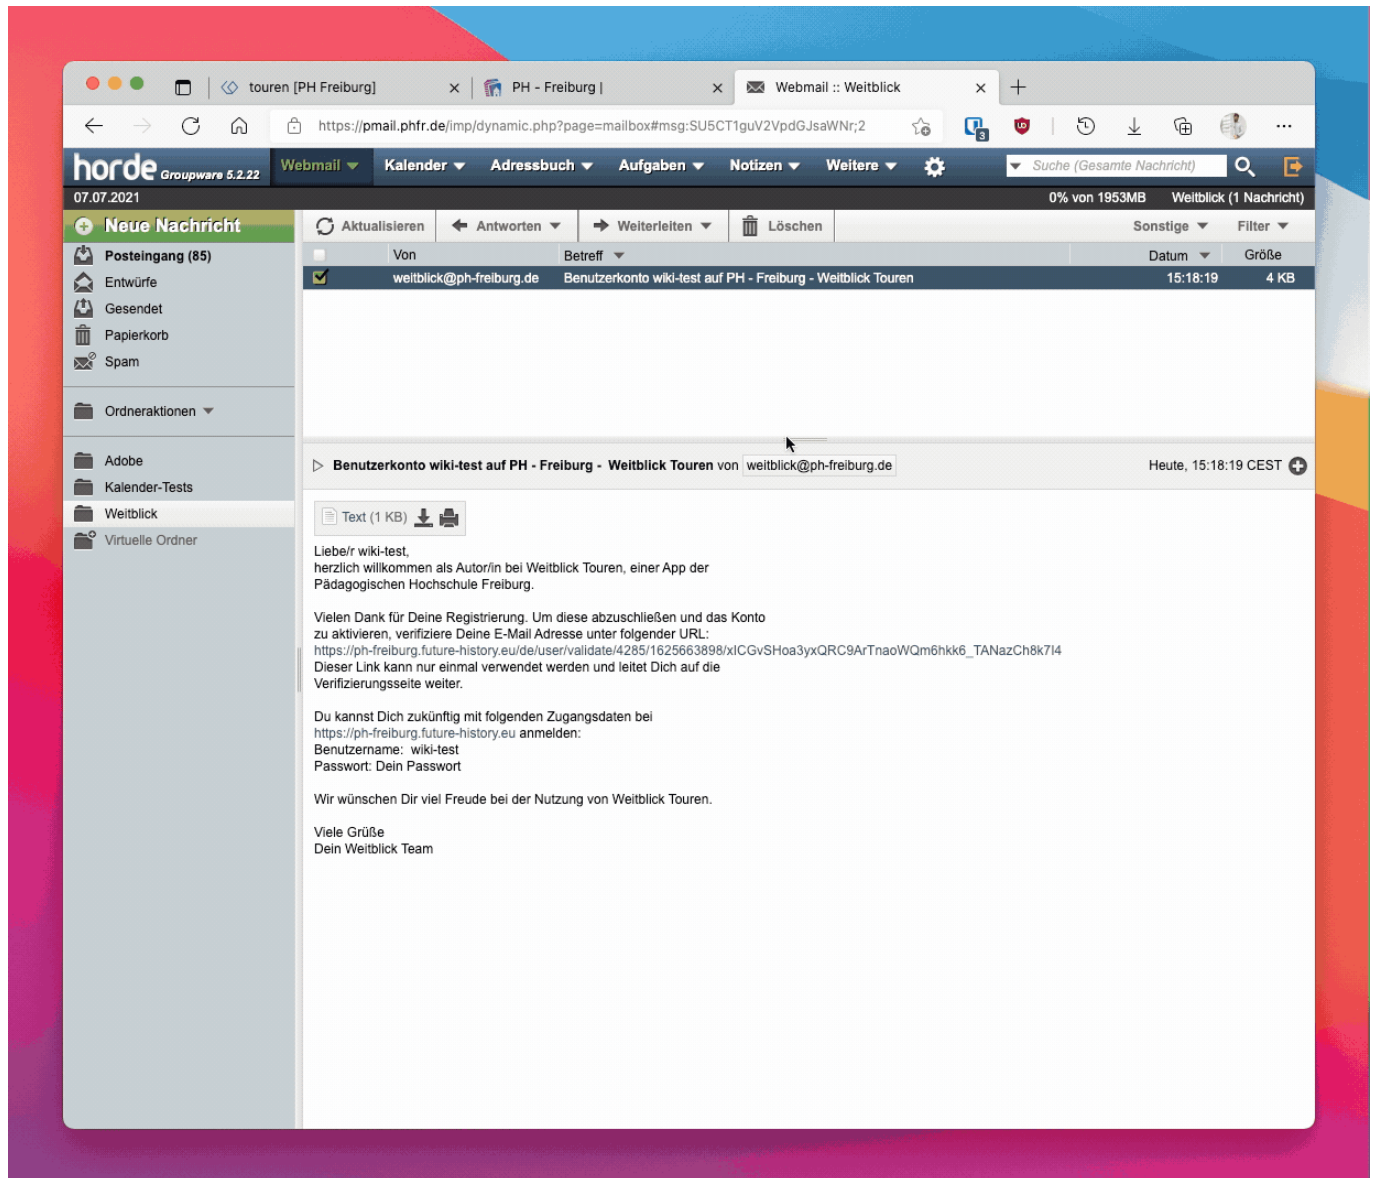 touren [PH Freiburg]
PH - Freiburg |
Webmail :: Weitblick
https://pmail.phfr.de/imp/dynamic.php?page=mailbox#msg:SU5CT1guV2VpdGJsaWNr;2
3
horde Groupware 5.2.22
Webmail
Kalender
Adressbuch
Aufgaben
Notizen
Weitere
Suche (Gesamte Nachricht)
07.07.2021
0% von 1953MB
Weitblick (1 Nachricht)
Neue Nachricht
Aktualisieren
Antworten
Weiterleiten
Löschen
Sonstige
Filter
Posteingang (85)
Entwürfe
Gesendet
Papierkorb
Spam
Ordneraktionen
Adobe
Kalender-Tests
Weitblick
Virtuelle Ordner
Von
Betreff
Datum
Größe
weitblick@ph-freiburg.de
Benutzerkonto wiki-test auf PH - Freiburg - Weitblick Touren
15:18:19
4 KB
Benutzerkonto wiki-test auf PH - Freiburg - Weitblick Touren von weitblick@ph-freiburg.de
Heute, 15:18:19 CEST
Text (1 KB)
Liebe/r wiki-test,
herzlich willkommen als Autor/in bei Weitblick Touren, einer App der
Pädagogischen Hochschule Freiburg.
Vielen Dank für Deine Registrierung. Um diese abzuschließen und das Konto
zu aktivieren, verifiziere Deine E-Mail Adresse unter folgender URL:
https://ph-freiburg.future-history.eu/de/user/validate/4285/1625663898/xICGvSHoa3yxQRC9ArTnaoWQm6hkk6_TANazCh8k7I4
Dieser Link kann nur einmal verwendet werden und leitet Dich auf die
Verifizierungsseite weiter.
Du kannst Dich zukünftig mit folgenden Zugangsdaten bei
https://ph-freiburg.future-history.eu anmelden:
Benutzername: wiki-test
Passwort: Dein Passwort
Wir wünschen Dir viel Freude bei der Nutzung von Weitblick Touren.
Viele Grüße
Dein Weitblick Team